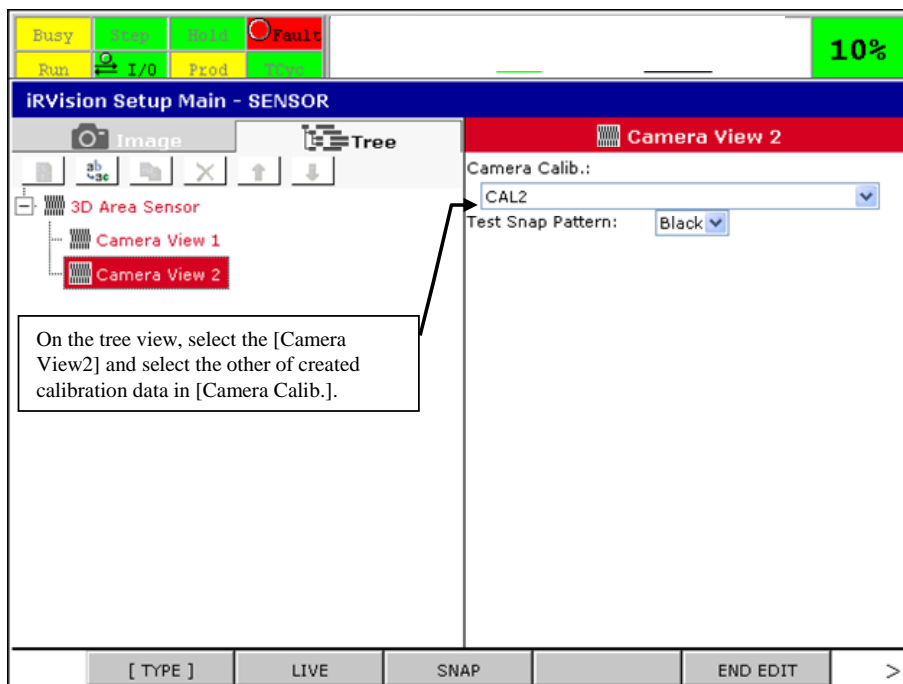 Busy Step Hold Fault
Run I/O Prod TCyc
10%
iRVision Setup Main - SENSOR
Image
Tree
Camera View 2
ab
ac
3D Area Sensor
Camera View 1
Camera View 2
Camera Calib.:
CAL2
Test Snap Pattern: Black
On the tree view, select the [Camera
View2] and select the other of created
calibration data in [Camera Calib.].
[ TYPE ] LIVE SNAP END EDIT >